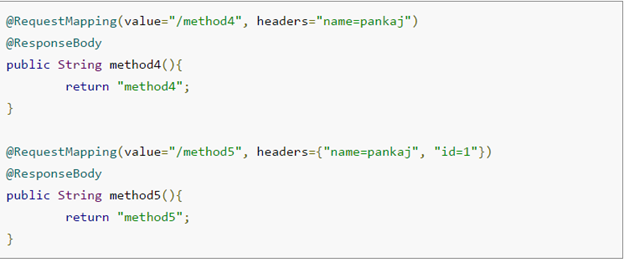 @RequestMapping(value="/method4", headers="name=pankaj")
@ResponseBody
public String method4(){
        return "method4";
}

@RequestMapping(value="/method5", headers={"name=pankaj", "id=1"})
@ResponseBody
public String method5(){
        return "method5";
}